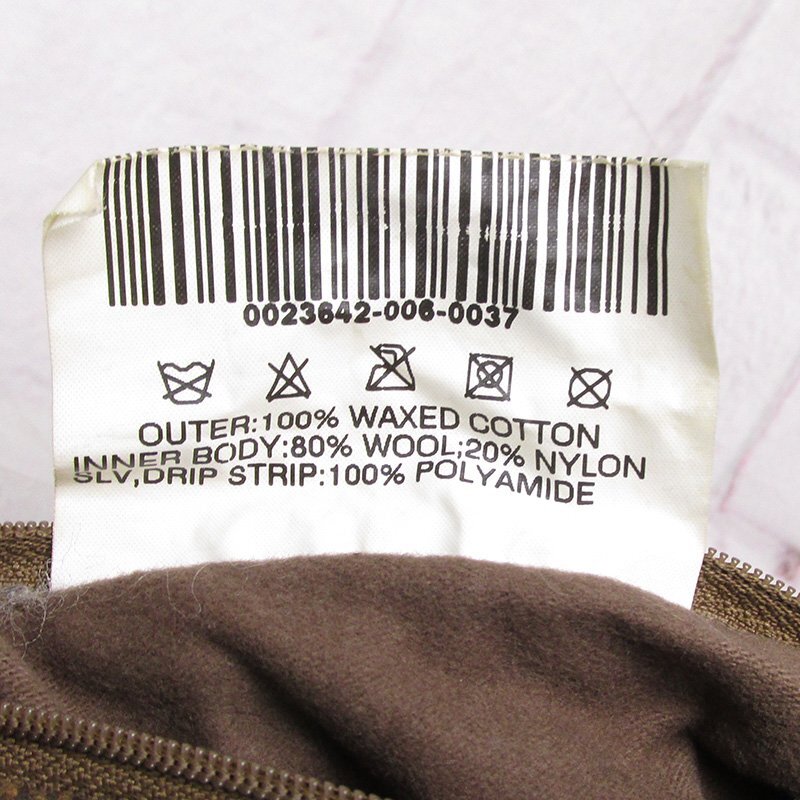 0023642-006-0037
OUTER:100% WAXED COTTON
INNER BODY:80% WOOL;20% NYLON
SLV,DRIP STRIP:100% POLYAMIDE